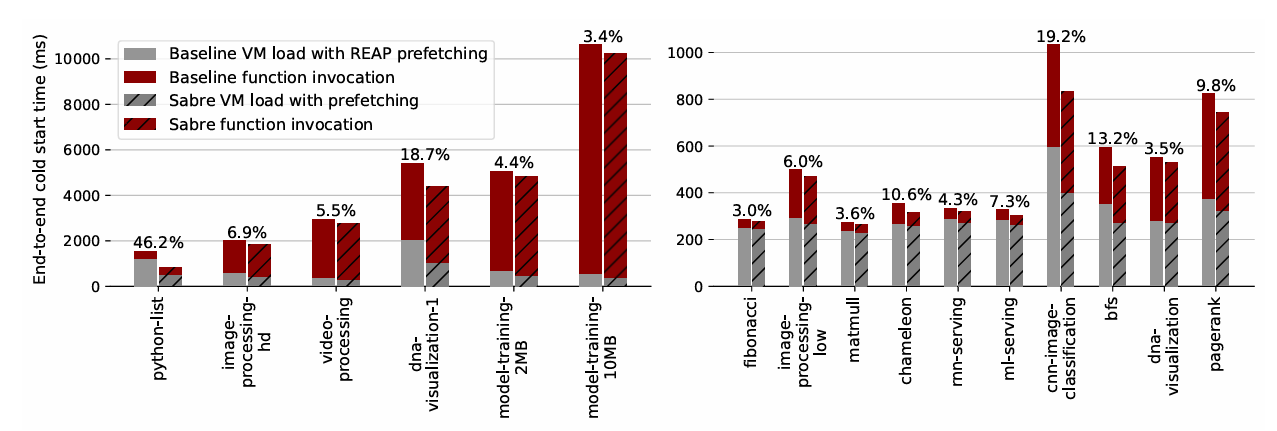 End-to-end cold start time (ms)
10000
8000
6000
4000
2000
0
Baseline VM load with REAP prefetching
Baseline function invocation
Sabre VM load with prefetching
Sabre function invocation
46.2%
6.9%
5.5%
18.7%
4.4%
3.4%
python-list
image-
processing-
hd
video-
processing
dna-
visualization-1
model-training-
2MB
model-training-
10MB
1000
800
600
400
200
0
3.0%
6.0%
3.6%
10.6%
4.3%
7.3%
19.2%
13.2%
3.5%
9.8%
fibonacci
image-
processing-
low
matmull
chameleon
rnn-serving
ml-serving
cnn-image-
classification
bfs
dna-
visualization
pagerank